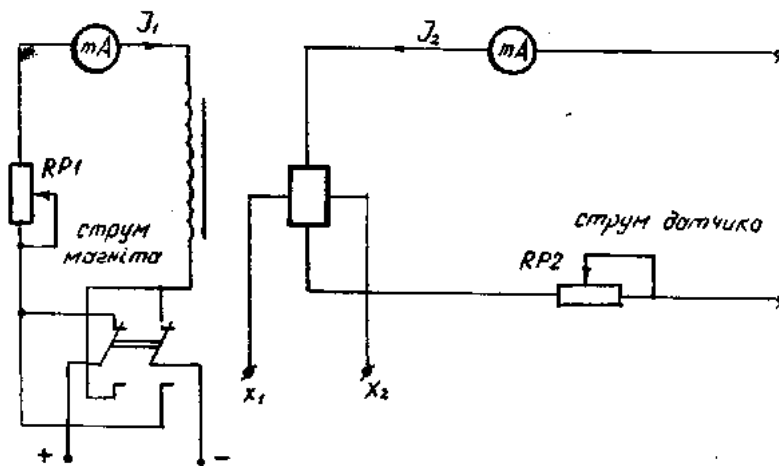 mA
J₁
J₂
mA
RP1
струм
магніта
струм датчика
RP2
x₁
x₂
+
-